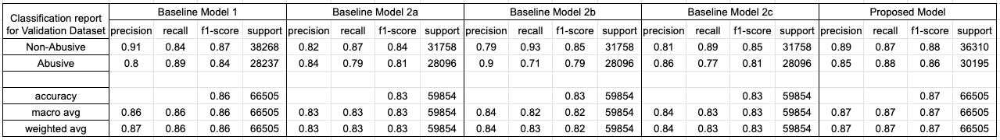 Classification report for Validation Dataset Baseline Model 1 Baseline Model 2a Baseline Model 2b Baseline Model 2c Proposed Model
precision recall f1-score support precision recall f1-score support precision recall f1-score support precision recall f1-score support precision recall f1-score support
Non-Abusive 0.91 0.84 0.87 38268 0.82 0.87 0.84 31758 0.79 0.93 0.85 31758 0.81 0.89 0.85 31758 0.89 0.87 0.88 36310
Abusive 0.8 0.89 0.84 28237 0.84 0.79 0.81 28096 0.9 0.71 0.79 28096 0.86 0.77 0.81 28096 0.85 0.88 0.86 30195
accuracy 0.86 66505 0.83 59854 0.83 59854 0.83 59854 0.87 66505
macro avg 0.86 0.86 0.86 66505 0.83 0.83 0.83 59854 0.84 0.82 0.82 59854 0.84 0.83 0.83 59854 0.87 0.87 0.87 66505
weighted avg 0.87 0.86 0.86 66505 0.83 0.83 0.83 59854 0.84 0.83 0.82 59854 0.84 0.83 0.83 59854 0.87 0.87 0.87 66505